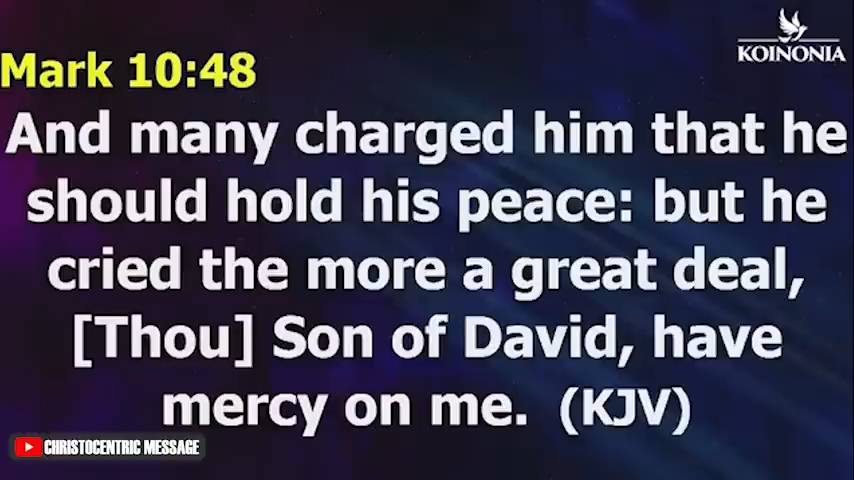 KOINONIA
Mark 10:48
And many charged him that he
should hold his peace: but he
cried the more a great deal,
[Thou] Son of David, have
mercy on me. (KJV)
CHRISTOCENTRIC MESSAGE